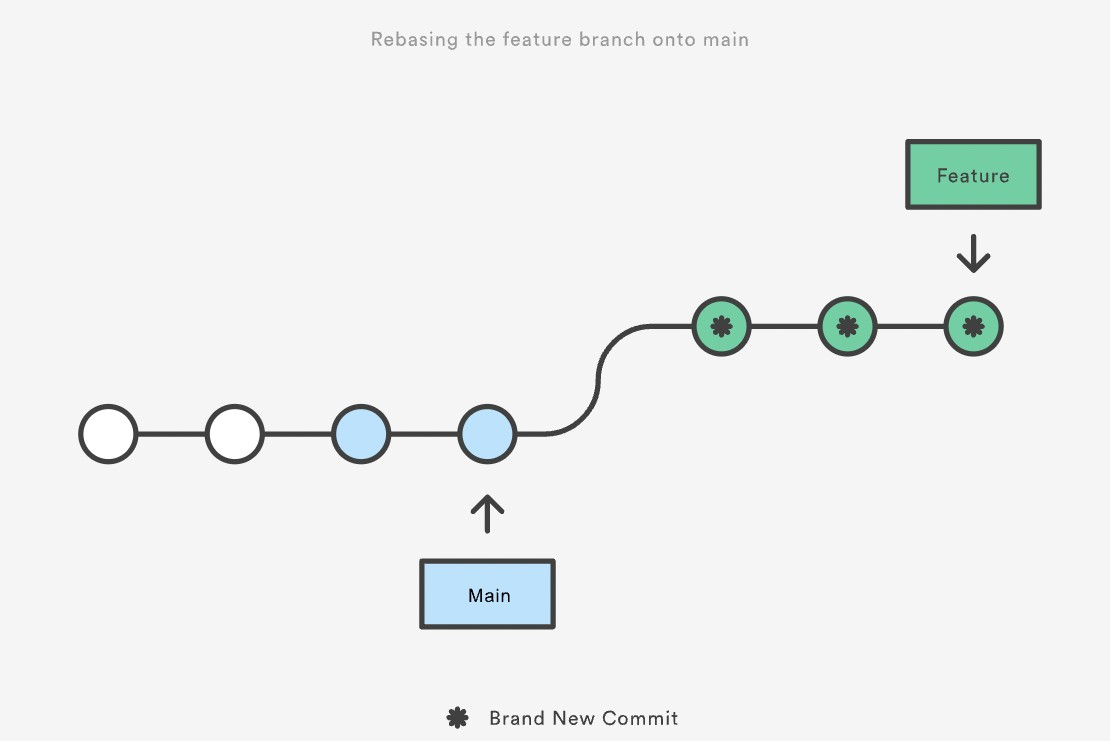 Rebasing the feature branch onto main
Feature
Main
Brand New Commit